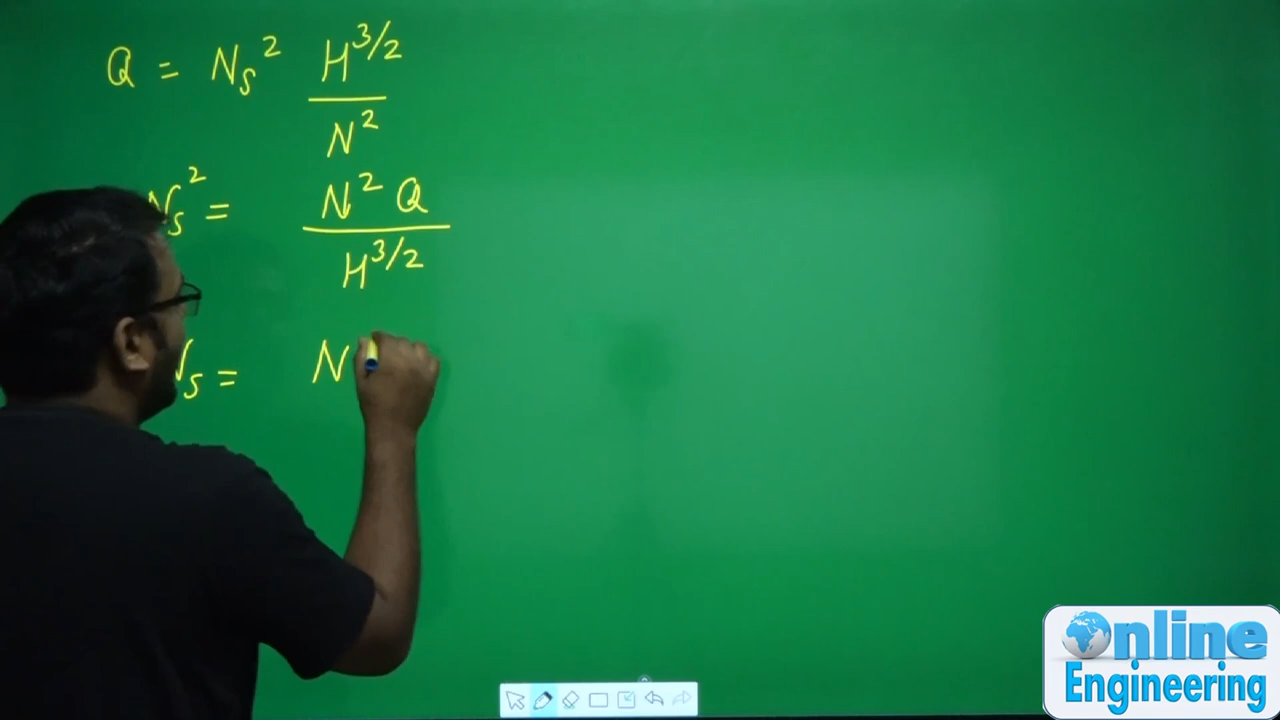 Q = Ns² H^3/2 / N²
Ns² = N² Q / H^3/2
Ns = N
Online
Engineering